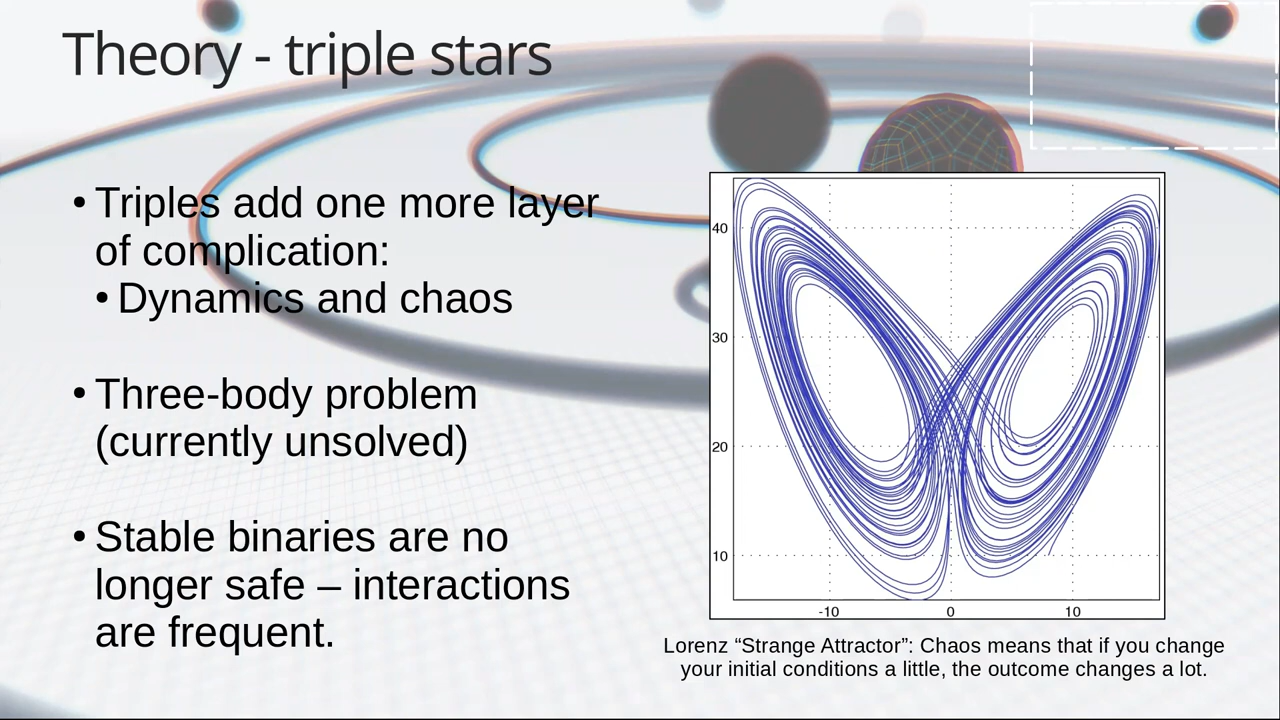 Theory - triple stars
• Triples add one more layer
of complication:
• Dynamics and chaos
• Three-body problem
(currently unsolved)
• Stable binaries are no
longer safe – interactions
are frequent.
40
30
20
10
-10 0 10
Lorenz “Strange Attractor”: Chaos means that if you change
your initial conditions a little, the outcome changes a lot.